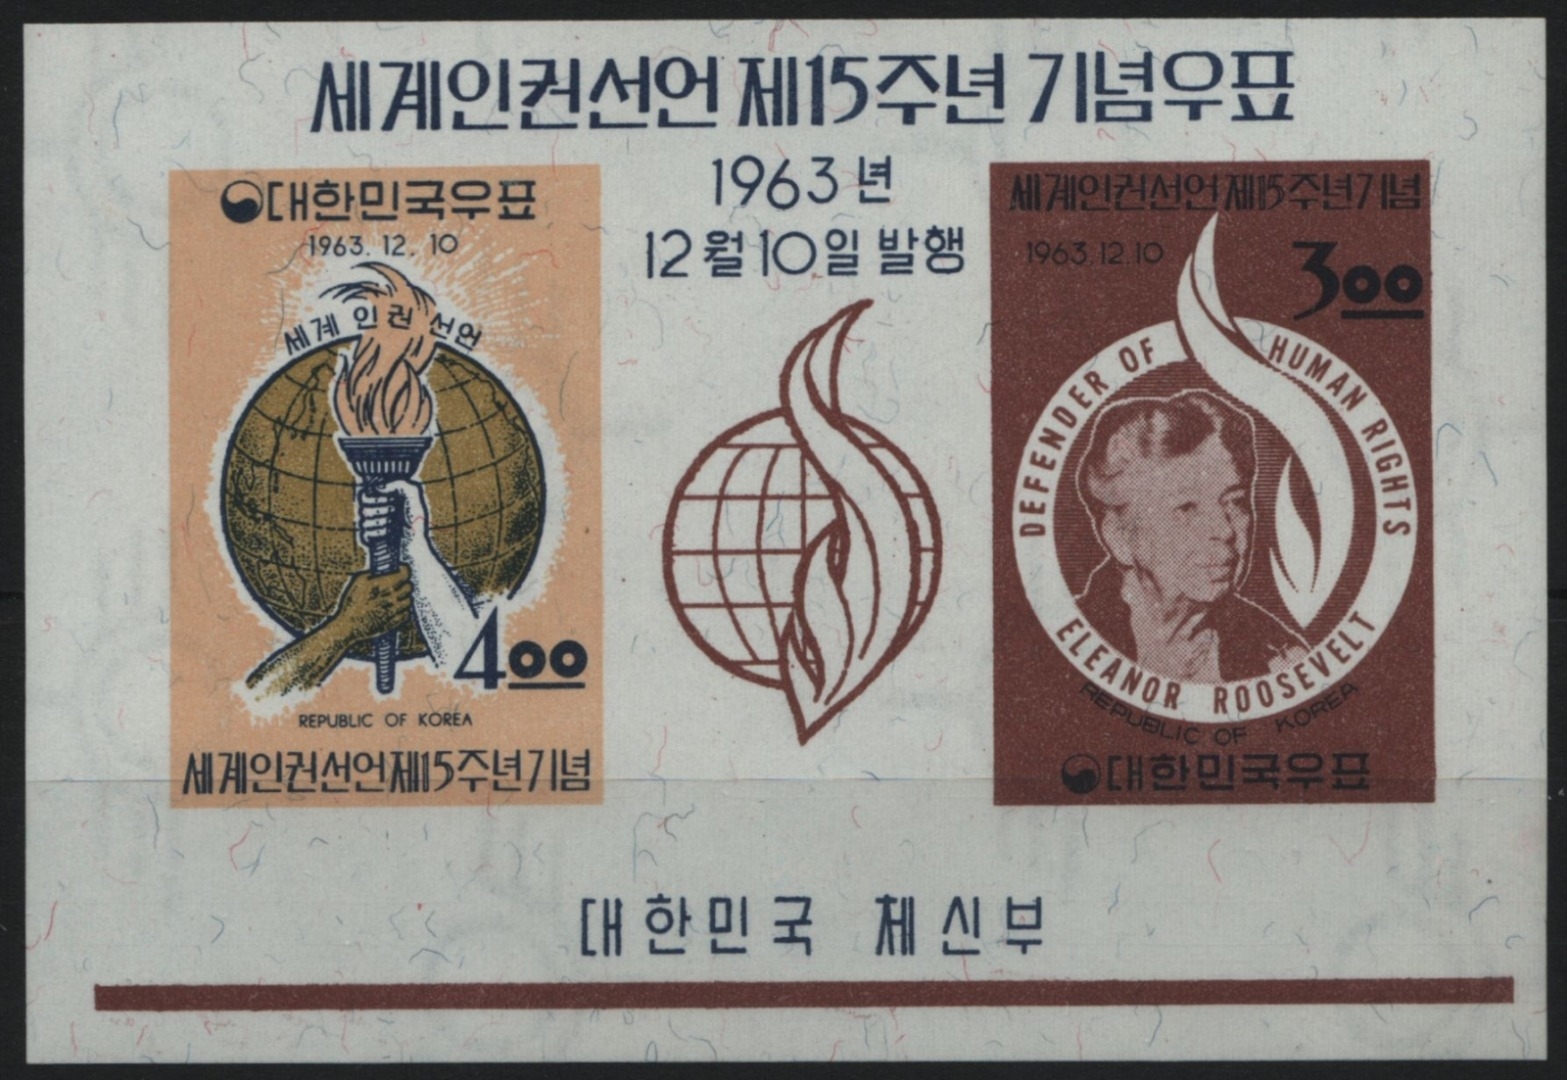 세계인권선언 제15주년 기념우표
1963년
12월 10일 발행
대한민국우표
1963. 12. 10
세계 인권 선언
4 00
REPUBLIC OF KOREA
세계인권선언제15주년기념
세계인권선언제15주년기념
1963. 12. 10
3 00
DEFENDER OF HUMAN RIGHTS
ELEANOR ROOSEVELT
REPUBLIC OF KOREA
대한민국우표
대한민국 체신부